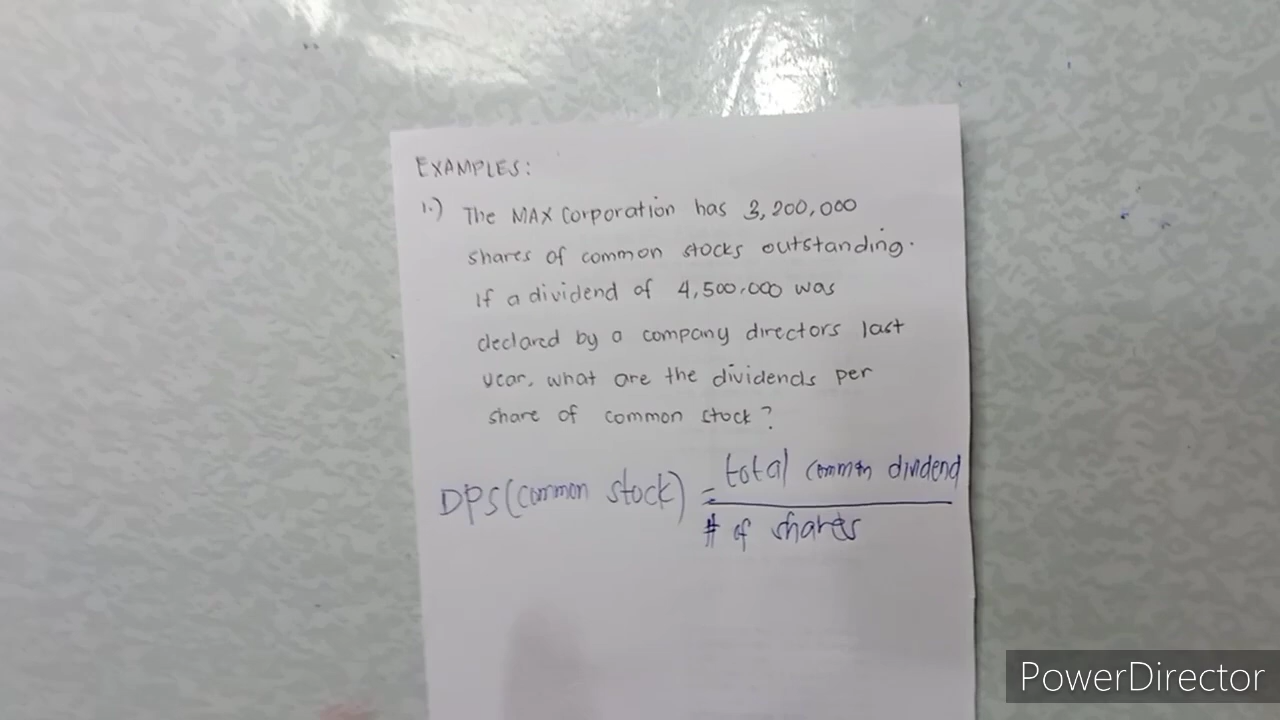 EXAMPLES:
1.) The MAX Corporation has 3,200,000
shares of common stocks outstanding.
If a dividend of 4,500,000 was
declared by a company directors last
year, what are the dividends per
share of common stock?
DPS (common stock) = total common dividend
# of shares
PowerDirector